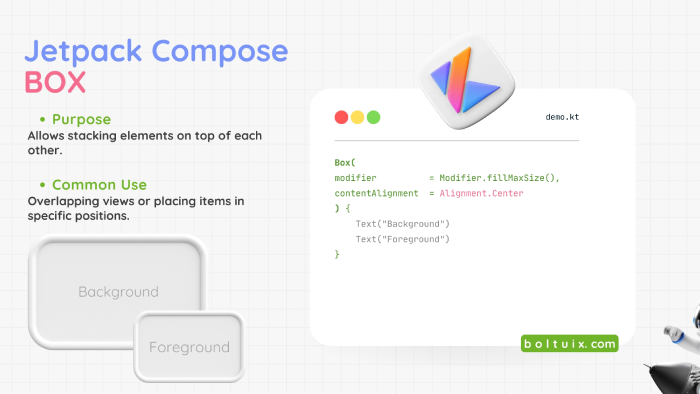 Jetpack Compose
BOX
• Purpose
Allows stacking elements on top of each
other.
• Common Use
Overlapping views or placing items in
specific positions.
Background
Foreground
demo.kt
Box(
modifier = Modifier.fillMaxSize(),
contentAlignment = Alignment.Center
) {
Text("Background")
Text("Foreground")
}
boltuix.com